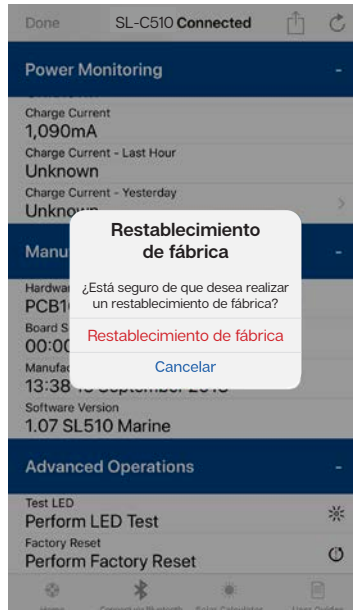 Done
SL-C510 Connected
Power Monitoring -
Charge Current
1,090mA
Charge Current - Last Hour
Unknown
Charge Current - Yesterday
Restablecimiento
de fábrica
¿Está seguro de que desea realizar
un restablecimiento de fábrica?
Restablecimiento de fábrica
Cancelar
Software Version
1.07 SL510 Marine
Advanced Operations -
Test LED
Perform LED Test
Factory Reset
Perform Factory Reset